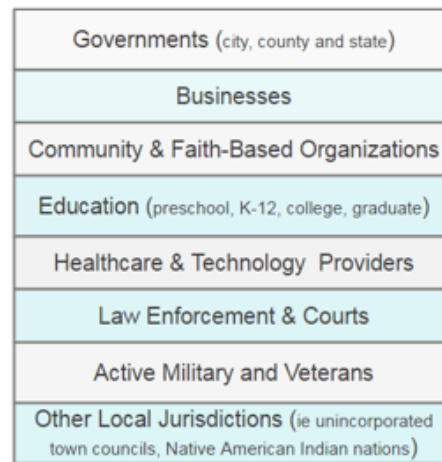 Governments (city, county and state)
Businesses
Community & Faith-Based Organizations
Education (preschool, K-12, college, graduate)
Healthcare & Technology Providers
Law Enforcement & Courts
Active Military and Veterans
Other Local Jurisdictions (ie unincorporated
town councils, Native American Indian nations)